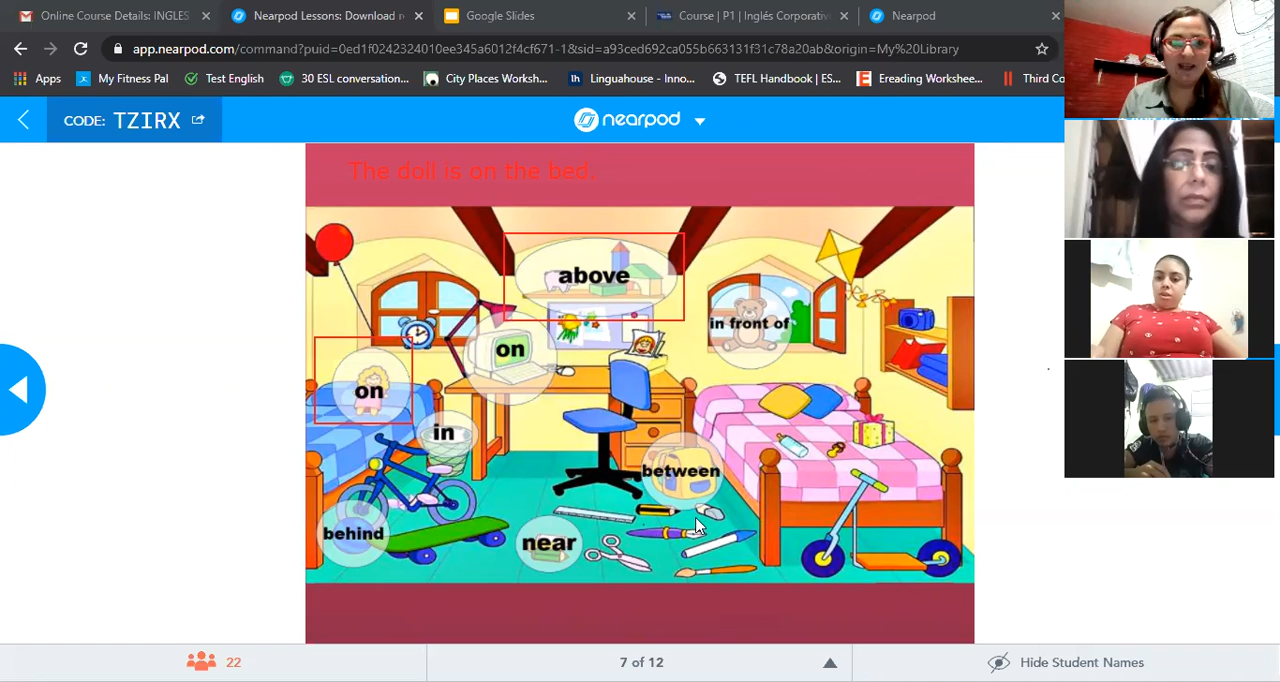 Online Course Details: INGLES
Nearpod Lessons: Download n
Google Slides
Course | P1 | Inglés Corporativ
Nearpod
app.nearpod.com/command?puid=0ed1f0242324010ee345a6012f4cf671-1&sid=a93ced692ca055b663131f31c78a20ab&origin=My%20Library
Apps
My Fitness Pal
Test English
30 ESL conversation...
City Places Worksh...
Linguahouse - Inno...
TEFL Handbook | ES...
Ereading Workshee...
Third Co
CODE: TZIRX
nearpod
The doll is on the bed.
above
in front of
on
on
in
between
behind
near
22
7 of 12
Hide Student Names